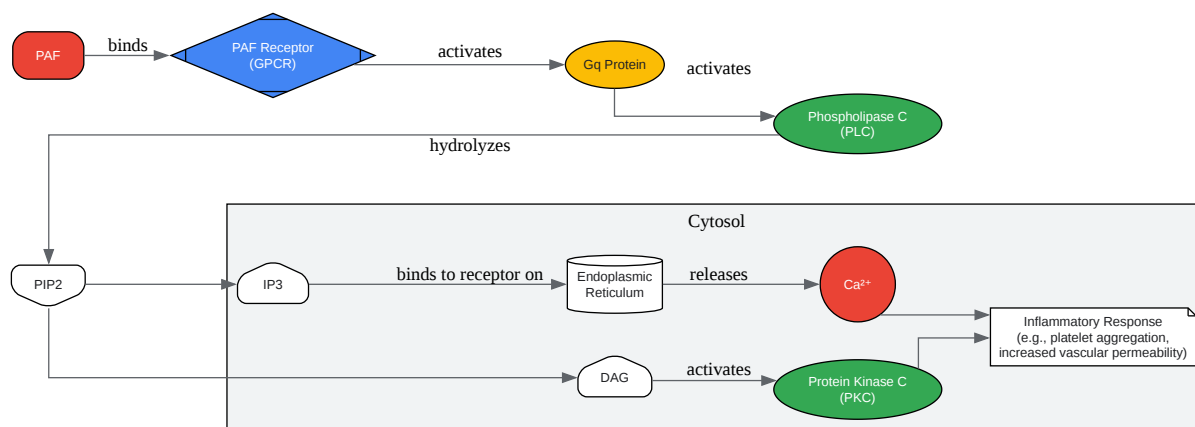 PAF
binds
PAF Receptor
(GPCR)
activates
Gq Protein
activates
Phospholipase C
(PLC)
hydrolyzes
Cytosol
PIP2
IP3
binds to receptor on
Endoplasmic
Reticulum
releases
Ca²⁺
Inflammatory Response
(e.g., platelet aggregation,
increased vascular permeability)
DAG
activates
Protein Kinase C
(PKC)